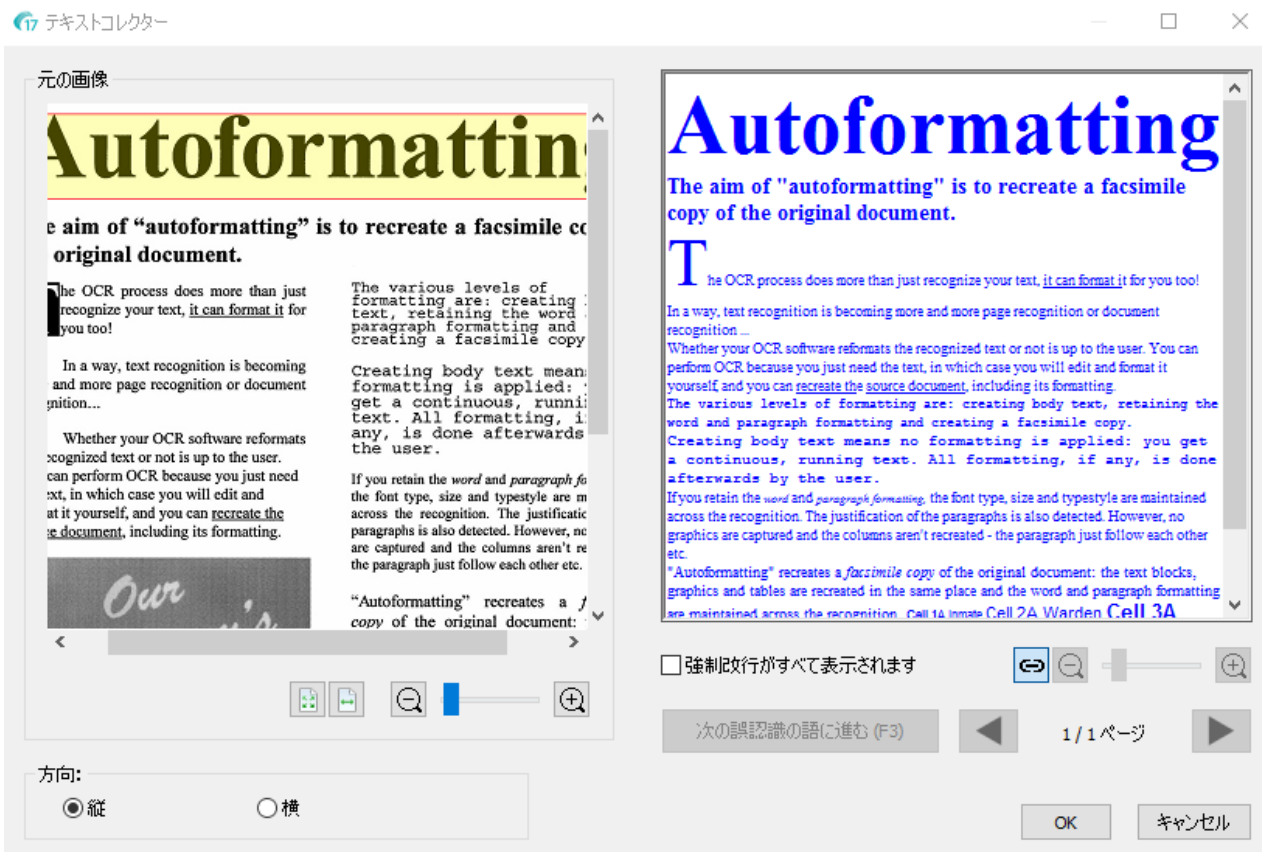 17 テキストコレクター
元の画像
Autoformattin
e aim of “autoformatting” is to recreate a facsimile co
original document.
he OCR process does more than just
recognize your text, it can format it for
you too!
In a way, text recognition is becoming
and more page recognition or document
gnition...
Whether your OCR software reformats
ecognized text or not is up to the user.
can perform OCR because you just need
ext, in which case you will edit and
at it yourself, and you can recreate the
e document, including its formatting.
Our
The various levels of
formatting are: creating
text, retaining the word
paragraph formatting and
creating a facsimile copy
Creating body text mean
formatting is applied:
get a continuous, runni
text. All formatting, i
any, is done afterwards
the user.
If you retain the word and paragraph fo
the font type, size and typestyle are m
across the recognition. The justificatio
paragraphs is also detected. However, no
are captured and the columns aren't re
the paragraph just follow each other etc.
“Autoformatting” recreates a f
copy of the original document:
方向:
縦
横
Autoformatting
The aim of "autoformatting" is to recreate a facsimile
copy of the original document.
The OCR process does more than just recognize your text, it can format it for you too!
In a way, text recognition is becoming more and more page recognition or document
recognition ...
Whether your OCR software reformats the recognized text or not is up to the user. You can
perform OCR because you just need the text, in which case you will edit and format it
yourself, and you can recreate the source document, including its formatting.
The various levels of formatting are: creating body text, retaining the
word and paragraph formatting and creating a facsimile copy.
Creating body text means no formatting is applied: you get
a continuous, running text. All formatting, if any, is done
afterwards by the user.
If you retain the word and paragraph formatting, the font type, size and typestyle are maintained
across the recognition. The justification of the paragraphs is also detected. However, no
graphics are captured and the columns aren't recreated - the paragraph just follow each other
etc.
"Autoformatting" recreates a facsimile copy of the original document: the text blocks,
graphics and tables are recreated in the same place and the word and paragraph formatting
are maintained across the recognition. Cell 1A Inmate Cell 2A Warden Cell 3A
強制改行がすべて表示されます
次の誤認識の語に進む (F3)
1 / 1 ページ
OK
キャンセル